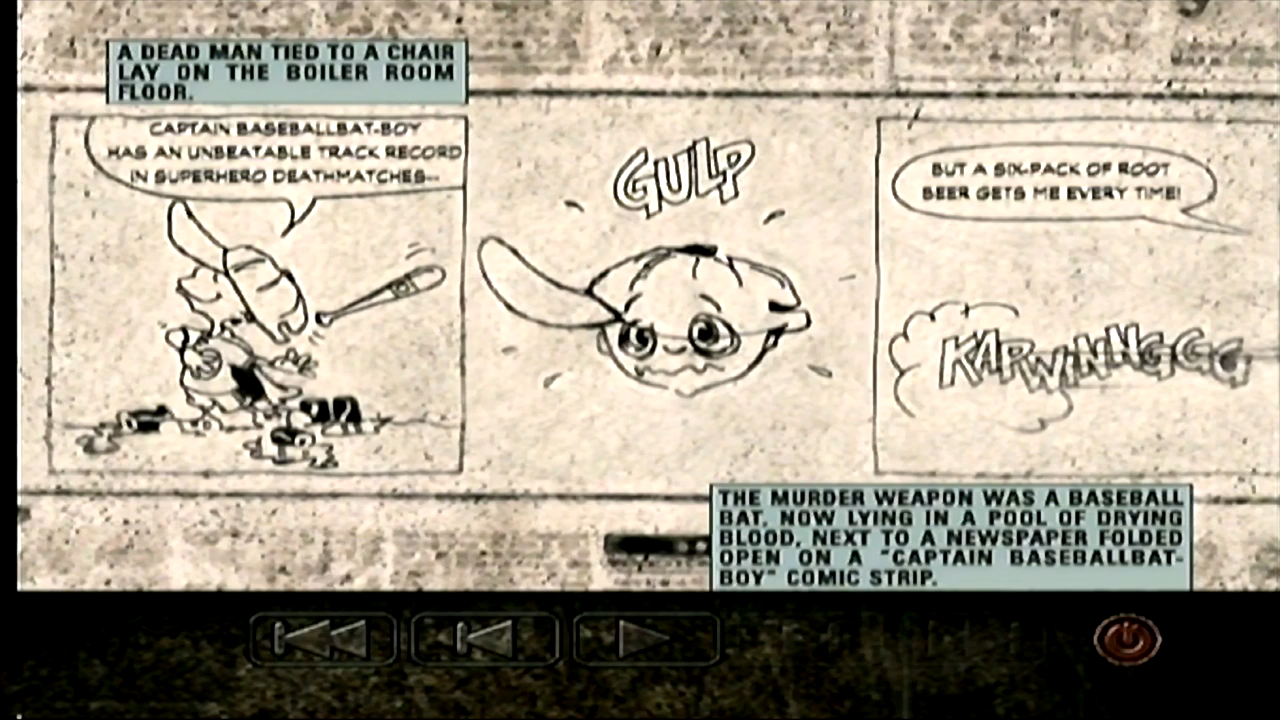 A DEAD MAN TIED TO A CHAIR
LAY ON THE BOILER ROOM
FLOOR.
CAPTAIN BASEBALLBAT-BOY
HAS AN UNBEATABLE TRACK RECORD
IN SUPERHERO DEATHMATCHES--
GULP
BUT A SIX-PACK OF ROOT
BEER GETS ME EVERY TIME!
KAPWINNGGG
THE MURDER WEAPON WAS A BASEBALL
BAT, NOW LYING IN A POOL OF DRYING
BLOOD, NEXT TO A NEWSPAPER FOLDED
OPEN ON A "CAPTAIN BASEBALLBAT-
BOY" COMIC STRIP.